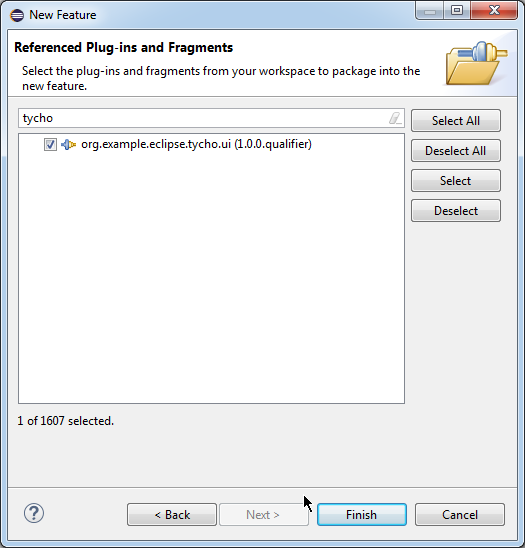 New Feature
Referenced Plug-ins and Fragments
Select the plug-ins and fragments from your workspace to package into the
new feature.
tycho
Select All
org.example.eclipse.tycho.ui (1.0.0.qualifier)
Deselect All
Select
Deselect
1 of 1607 selected.
?
< Back
Next >
Finish
Cancel